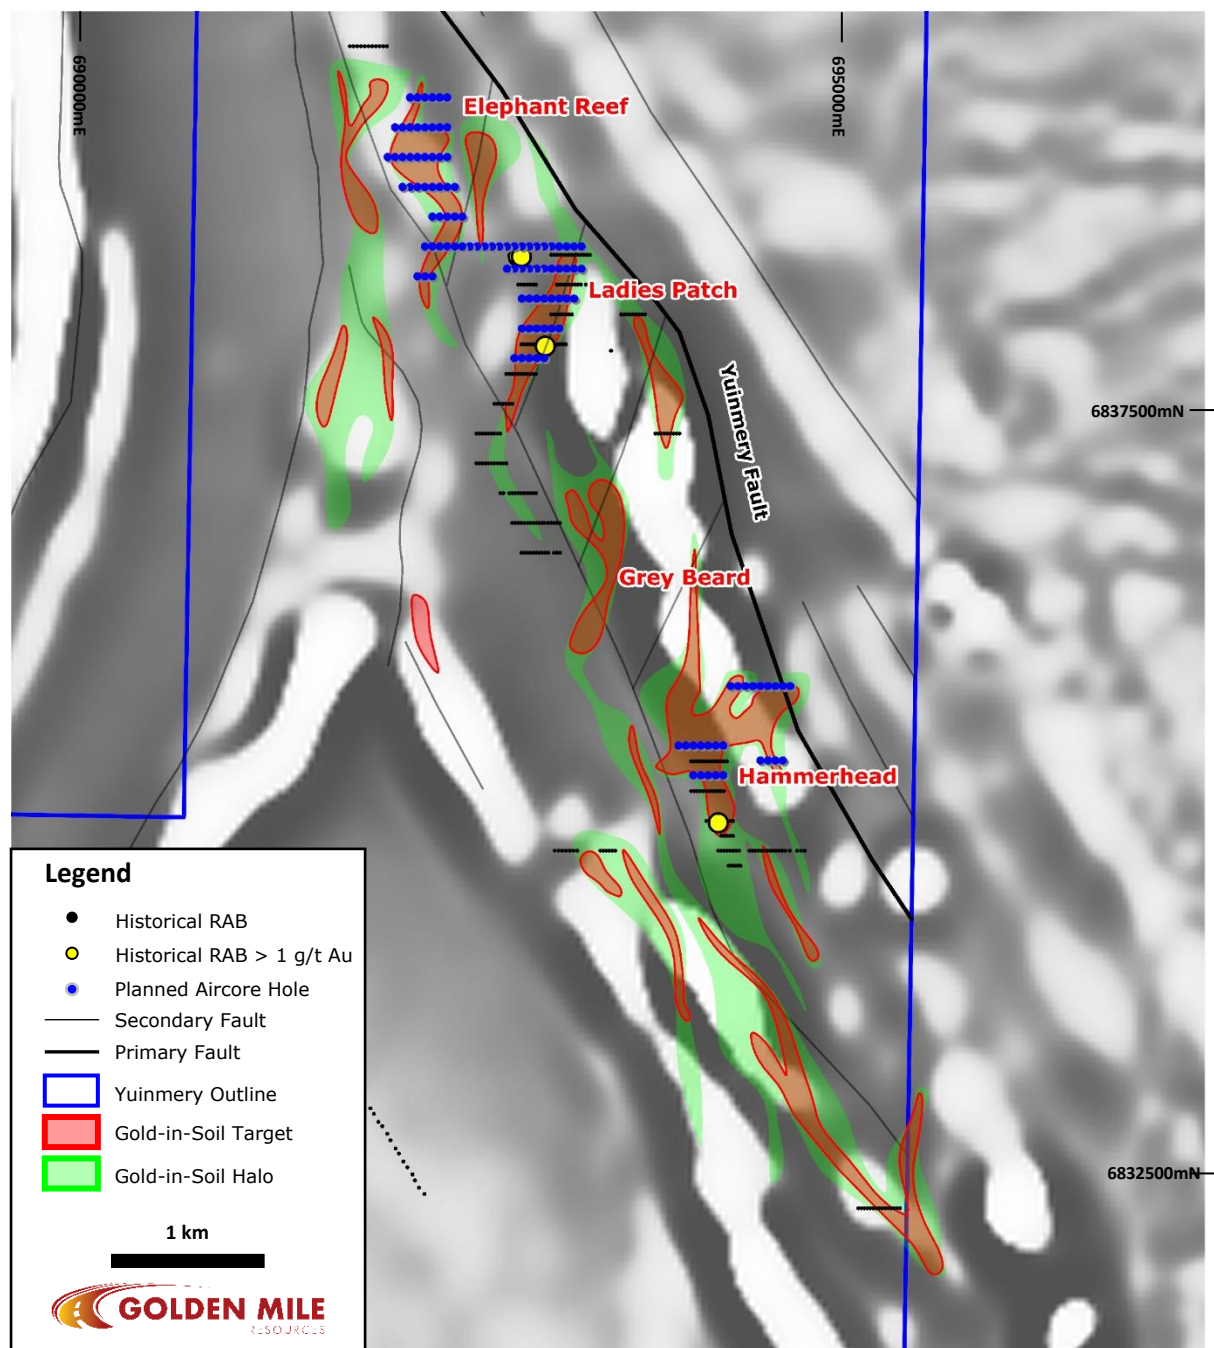 690000mE
695000mE
Elephant Reef
Ladies Patch
Yuinmery Fault
6837500mN
Grey Beard
Hammerhead
Legend
Historical RAB
Historical RAB > 1 g/t Au
Planned Aircore Hole
Secondary Fault
Primary Fault
Yuinmery Outline
Gold-in-Soil Target
Gold-in-Soil Halo
6832500mN
1 km
GOLDEN MILE
RESOURCES